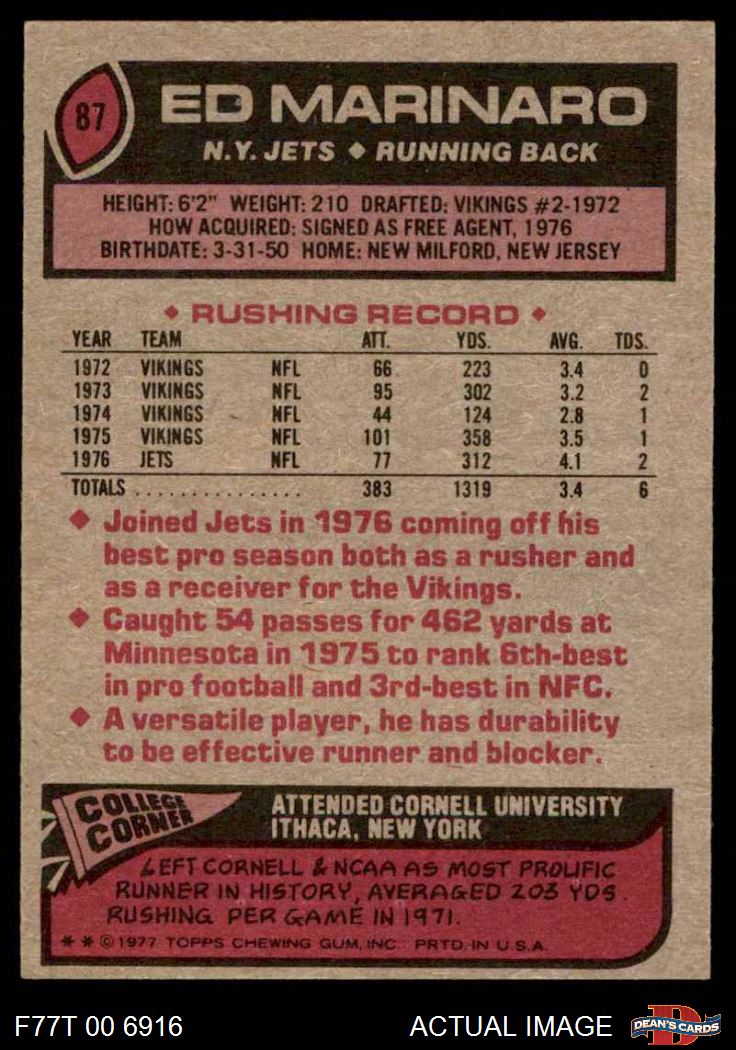 87
ED MARINARO
N.Y. JETS ◆ RUNNING BACK
HEIGHT: 6'2" WEIGHT: 210 DRAFTED: VIKINGS #2-1972
HOW ACQUIRED: SIGNED AS FREE AGENT, 1976
BIRTHDATE: 3-31-50 HOME: NEW MILFORD, NEW JERSEY
◆ RUSHING RECORD ◆
YEAR TEAM ATT. YDS. AVG. TDS.
1972 VIKINGS NFL 66 223 3.4 0
1973 VIKINGS NFL 95 302 3.2 2
1974 VIKINGS NFL 44 124 2.8 1
1975 VIKINGS NFL 101 358 3.5 1
1976 JETS NFL 77 312 4.1 2
TOTALS ................ 383 1319 3.4 6
◆ Joined Jets in 1976 coming off his
best pro season both as a rusher and
as a receiver for the Vikings.
◆ Caught 54 passes for 462 yards at
Minnesota in 1975 to rank 6th-best
in pro football and 3rd-best in NFC.
◆ A versatile player, he has durability
to be effective runner and blocker.
COLLEGE
CORNER
ATTENDED CORNELL UNIVERSITY
ITHACA, NEW YORK
LEFT CORNELL & NCAA AS MOST PROLIFIC
RUNNER IN HISTORY, AVERAGED 203 YDS.
RUSHING PER GAME IN 1971.
* * © 1977 TOPPS CHEWING GUM, INC. PRTD. IN U.S.A.
F77T 00 6916
ACTUAL IMAGE
D
DEAN'S CARDS